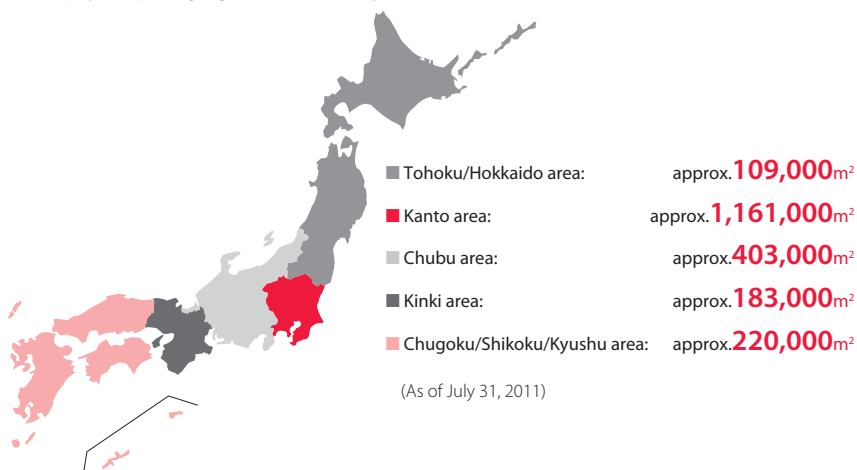 Tohoku/Hokkaido area: approx.109,000m²
Kanto area: approx.1,161,000m²
Chubu area: approx.403,000m²
Kinki area: approx.183,000m²
Chugoku/Shikoku/Kyushu area: approx.220,000m²
(As of July 31, 2011)